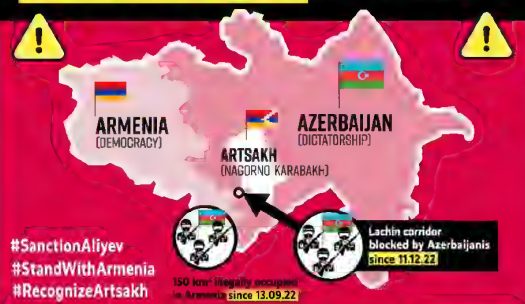 ARMENIA
(DEMOCRACY)
AZERBAIJAN
(DICTATORSHIP)
ARTSAKH
(NAGORNO KARABAKH)
#SanctionAliyev
#StandWithArmenia
#RecognizeArtsakh
150 km² illegally occupied
in Armenia since 13.09.22
Lachin corridor
blocked by Azerbaijanis
since 11.12.22